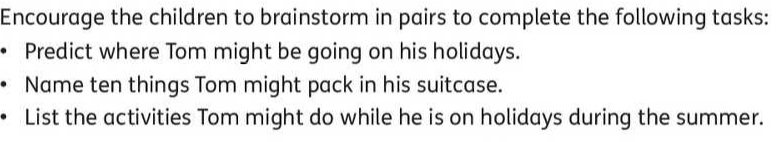 Encourage the children to brainstorm in pairs to complete the following tasks:
• Predict where Tom might be going on his holidays.
• Name ten things Tom might pack in his suitcase.
• List the activities Tom might do while he is on holidays during the summer.